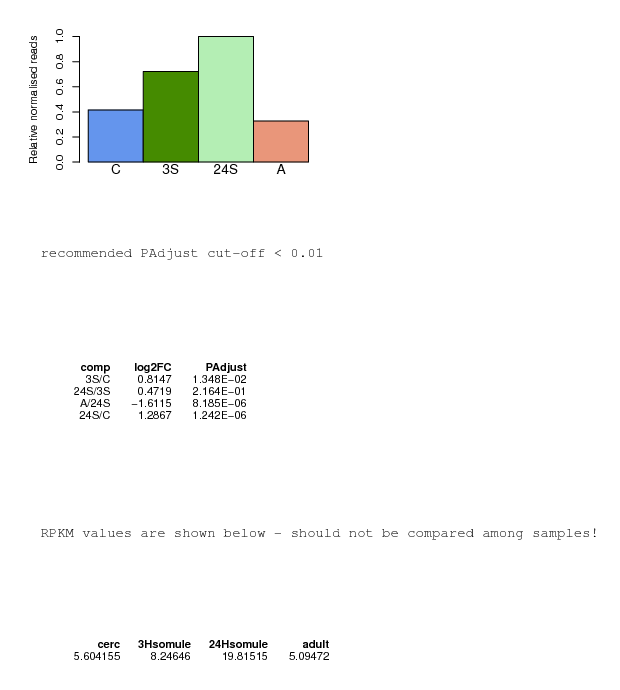 Relative normalised reads
1.0
0.8
0.6
0.4
0.2
0.0
C 3S 24S A
recommended PAdjust cut-off < 0.01
comp log2FC PAdjust
3S/C 0.8147 1.348E-02
24S/3S 0.4719 2.164E-01
A/24S -1.6115 8.185E-06
24S/C 1.2867 1.242E-06
RPKM values are shown below - should not be compared among samples!
cerc 3Hsomule 24Hsomule adult
5.604155 8.24646 19.81515 5.09472